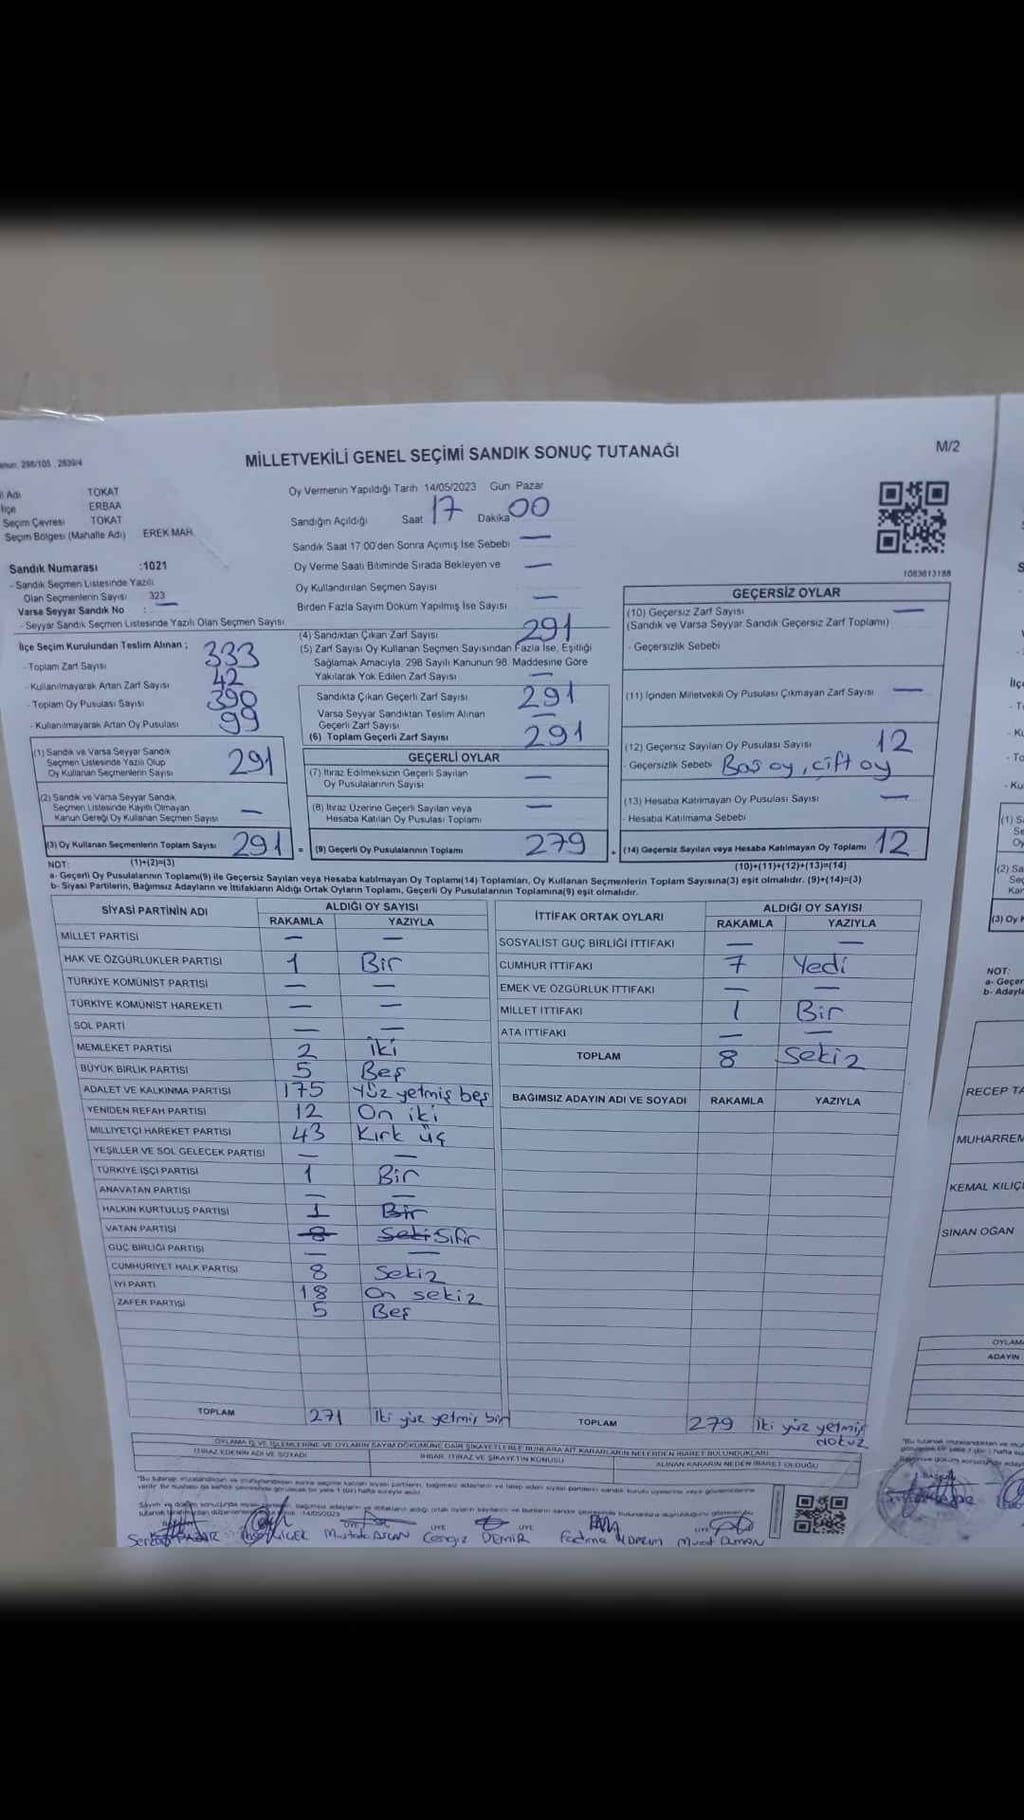 MİLLETVEKİLİ GENEL SEÇİMİ SANDIK SONUÇ TUTANAĞI
M/2
TOKAT
ERBAA
Seçim Çevresi TOKAT
Seçim Bölgesi (Mahalle Adı) EREK MAH.
Sandık Numarası :1021
- Sandık Seçmen Listesinde Yazılı
Olan Seçmenlerin Sayısı 323
Varsa Seyyar Sandık No : —
- Seyyar Sandık Seçmen Listesinde Yazılı Olan Seçmen Sayısı
Oy Vermenin Yapıldığı Tarih 14/05/2023 Gün Pazar
Sandığın Açıldığı Saat 17 Dakika 00
Sandık Saat 17:00'den Sonra Açımış İse Sebebi —
Oy Verme Saati Bitiminde Sırada Bekleyen ve —
Oy Kullandırılan Seçmen Sayısı
Birden Fazla Sayım Döküm Yapılmış İse Sayısı —
1083613188
İlçe Seçim Kurulundan Teslim Alınan ;
- Toplam Zarf Sayısı 333
- Kullanılmayarak Artan Zarf Sayısı 42
- Toplam Oy Pusulası Sayısı 390
- Kullanılmayarak Artan Oy Pusulası 99
(1) Sandık ve Varsa Seyyar Sandık
Seçmen Listesinde Yazılı Olup
Oy Kullanan Seçmenlerin Sayısı 291
(2) Sandık ve Varsa Seyyar Sandık
Seçmen Listesinde Kayıtlı Olmayan
Kanun Gereği Oy Kullanan Seçmen Sayısı —
(3) Oy Kullanan Seçmenlerin Toplam Sayısı 291
(1)+(2)=(3)
(4) Sandıktan Çıkan Zarf Sayısı 291
(5) Zarf Sayısı Oy Kullanan Seçmen Sayısından Fazla İse, Eşitliği
Sağlamak Amacıyla, 298 Sayılı Kanunun 98. Maddesine Göre
Yakılarak Yok Edilen Zarf Sayısı —
Sandıkta Çıkan Geçerli Zarf Sayısı 291
Varsa Seyyar Sandıktan Teslim Alınan
Geçerli Zarf Sayısı —
(6) Toplam Geçerli Zarf Sayısı 291
GEÇERLİ OYLAR
(7) İtiraz Edilmeksizin Geçerli Sayılan
Oy Pusulalarının Sayısı —
(8) İtiraz Üzerine Geçerli Sayılan veya
Hesaba Katılan Oy Pusulası Toplamı —
(9) Geçerli Oy Pusulalarının Toplamı 279
GEÇERSİZ OYLAR
(10) Geçersiz Zarf Sayısı —
(Sandık ve Varsa Seyyar Sandık Geçersiz Zarf Toplamı)
- Geçersizlik Sebebi
(11) İçinden Milletvekili Oy Pusulası Çıkmayan Zarf Sayısı —
(12) Geçersiz Sayılan Oy Pusulası Sayısı 12
- Geçersizlik Sebebi Boş oy, çift oy
(13) Hesaba Katılmayan Oy Pusulası Sayısı —
- Hesaba Katılmama Sebebi
(14) Geçersiz Sayılan veya Hesaba Katılmayan Oy Toplamı 12
(10)+(11)+(12)+(13)=(14)
NOT:
a- Geçerli Oy Pusulalarının Toplamı(9) ile Geçersiz Sayılan veya Hesaba katılmayan Oy Toplamı(14) Toplamları, Oy Kullanan Seçmenlerin Toplam Sayısına(3) eşit olmalıdır. (9)+(14)=(3)
b- Siyasi Partilerin, Bağımsız Adayların ve İttifakların Aldığı Ortak Oyların Toplamı, Geçerli Oy Pusulalarının Toplamına(9) eşit olmalıdır.
SİYASİ PARTİNİN ADI ALDIĞI OY SAYISI
RAKAMLA YAZIYLA
MİLLET PARTİSİ — —
HAK VE ÖZGÜRLÜKLER PARTİSİ 1 Bir
TÜRKİYE KOMÜNİST PARTİSİ — —
TÜRKİYE KOMÜNİST HAREKETİ — —
SOL PARTİ — —
MEMLEKET PARTİSİ 2 iki
BÜYÜK BİRLİK PARTİSİ 5 Beş
ADALET VE KALKINMA PARTİSİ 175 Yüz yetmiş beş
YENİDEN REFAH PARTİSİ 12 On iki
MİLLİYETÇİ HAREKET PARTİSİ 43 Kırk üç
YEŞİLLER VE SOL GELECEK PARTİSİ — —
TÜRKİYE İŞÇİ PARTİSİ 1 Bir
ANAVATAN PARTİSİ — —
HALKIN KURTULUŞ PARTİSİ 1 Bir
VATAN PARTİSİ 8 Seki Sıfır
GÜÇ BİRLİĞİ PARTİSİ — —
CUMHURİYET HALK PARTİSİ 8 Sekiz
İYİ PARTİ 18 On sekiz
ZAFER PARTİSİ 5 Beş
TOPLAM 271 İki yüz yetmiş bir
İTTİFAK ORTAK OYLARI ALDIĞI OY SAYISI
RAKAMLA YAZIYLA
SOSYALİST GÜÇ BİRLİĞİ İTTİFAKI — —
CUMHUR İTTİFAKI 7 Yedi
EMEK VE ÖZGÜRLÜK İTTİFAKI — —
MİLLET İTTİFAKI 1 Bir
ATA İTTİFAKI — —
TOPLAM 8 Sekiz
BAĞIMSIZ ADAYIN ADI VE SOYADI RAKAMLA YAZIYLA
TOPLAM 279 İki yüz yetmiş
dokuz
OYLAMA İŞ VE İŞLEMLERİNE VE OYLARIN SAYIM DÖKÜMÜNE DAİR ŞİKAYETLERLE BUNLARA AİT KARARLARIN NELERDEN İBARET BULUNDUKLARI
İTİRAZ EDENİN ADI VE SOYADI İHBAR, İTİRAZ VE ŞİKAYETİN KONUSU ALINAN KARARIN NEDEN İBARET OLDUĞU
Mustafa ASLAN Cengiz DEMİR Fadime Murat DUMAN
NOT:
RECEP TA
MUHARREM
KEMAL KILIÇ
SİNAN OĞAN
OYLAMA
ADAYIN